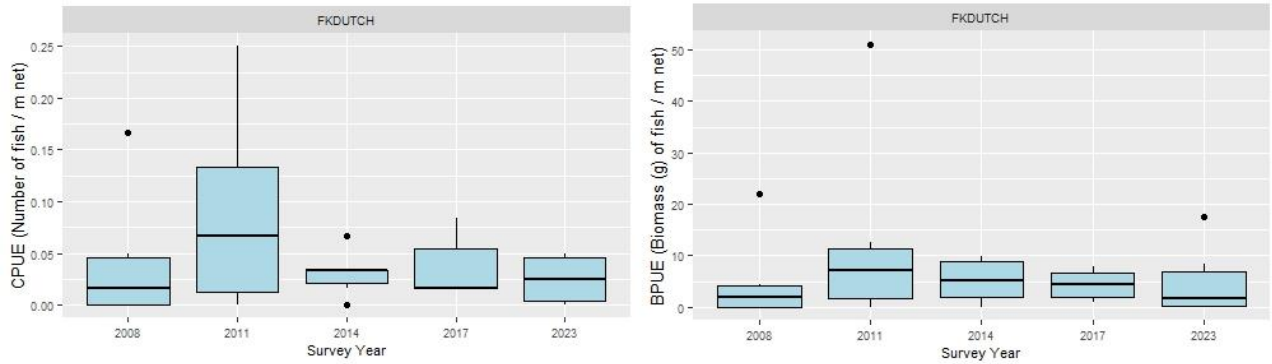 FKDUTCH
CPUE (Number of fish / m net)
0.25
0.20
0.15
0.10
0.05
0.00
2008 2011 2014 2017 2023
Survey Year
FKDUTCH
BPUE (Biomass (g) of fish / m net)
50
40
30
20
10
0
2008 2011 2014 2017 2023
Survey Year